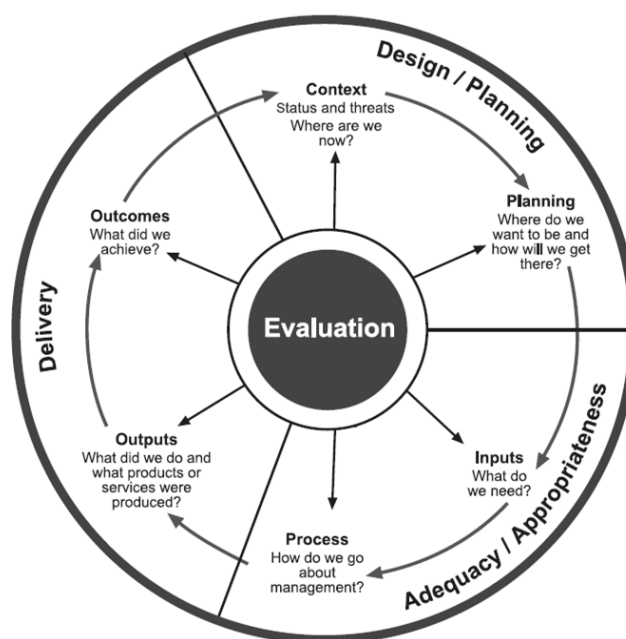 Design / Planning
Context
Status and threats
Where are we
now?
Planning
Where do we
want to be and
how will we get
there?
Outcomes
What did we
achieve?
Delivery
Evaluation
Outputs
What did we do and
what products or
services were
produced?
Inputs
What do
we need?
Process
How do we go
about
management?
Adequacy / Appropriateness